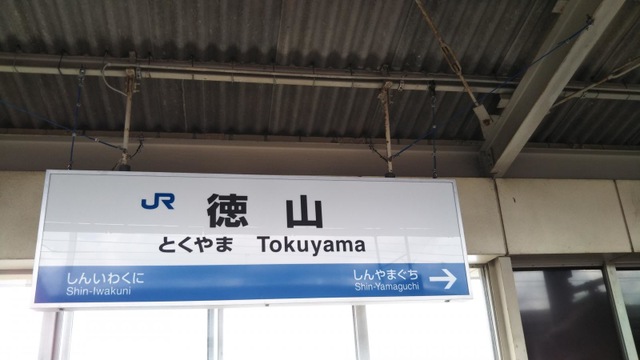 JR 徳山
とくやま Tokuyama
しんいわくに しんやまぐち →
Shin-Iwakuni Shin-Yamaguchi